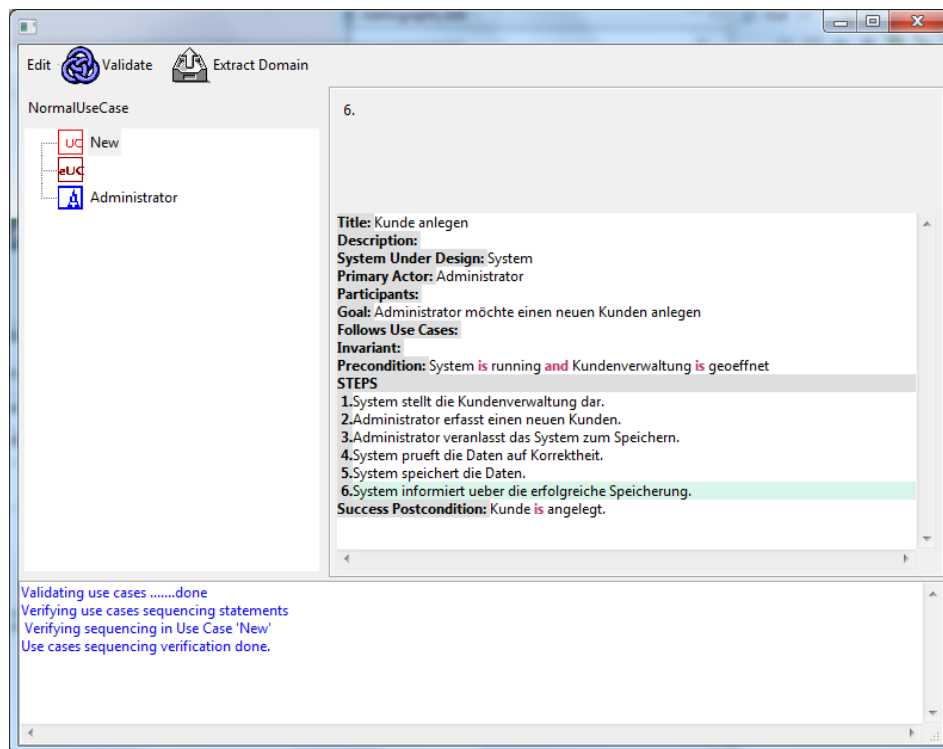 Edit Validate Extract Domain
NormalUseCase
UC New
eUC
A Administrator
6.
Title: Kunde anlegen
Description:
System Under Design: System
Primary Actor: Administrator
Participants:
Goal: Administrator möchte einen neuen Kunden anlegen
Follows Use Cases:
Invariant:
Precondition: System is running and Kundenverwaltung is geoeffnet
STEPS
1.System stellt die Kundenverwaltung dar.
2.Administrator erfasst einen neuen Kunden.
3.Administrator veranlasst das System zum Speichern.
4.System prueft die Daten auf Korrektheit.
5.System speichert die Daten.
6.System informiert ueber die erfolgreiche Speicherung.
Success Postcondition: Kunde is angelegt.
Validating use cases .......done
Verifying use cases sequencing statements
Verifying sequencing in Use Case 'New'
Use cases sequencing verification done.